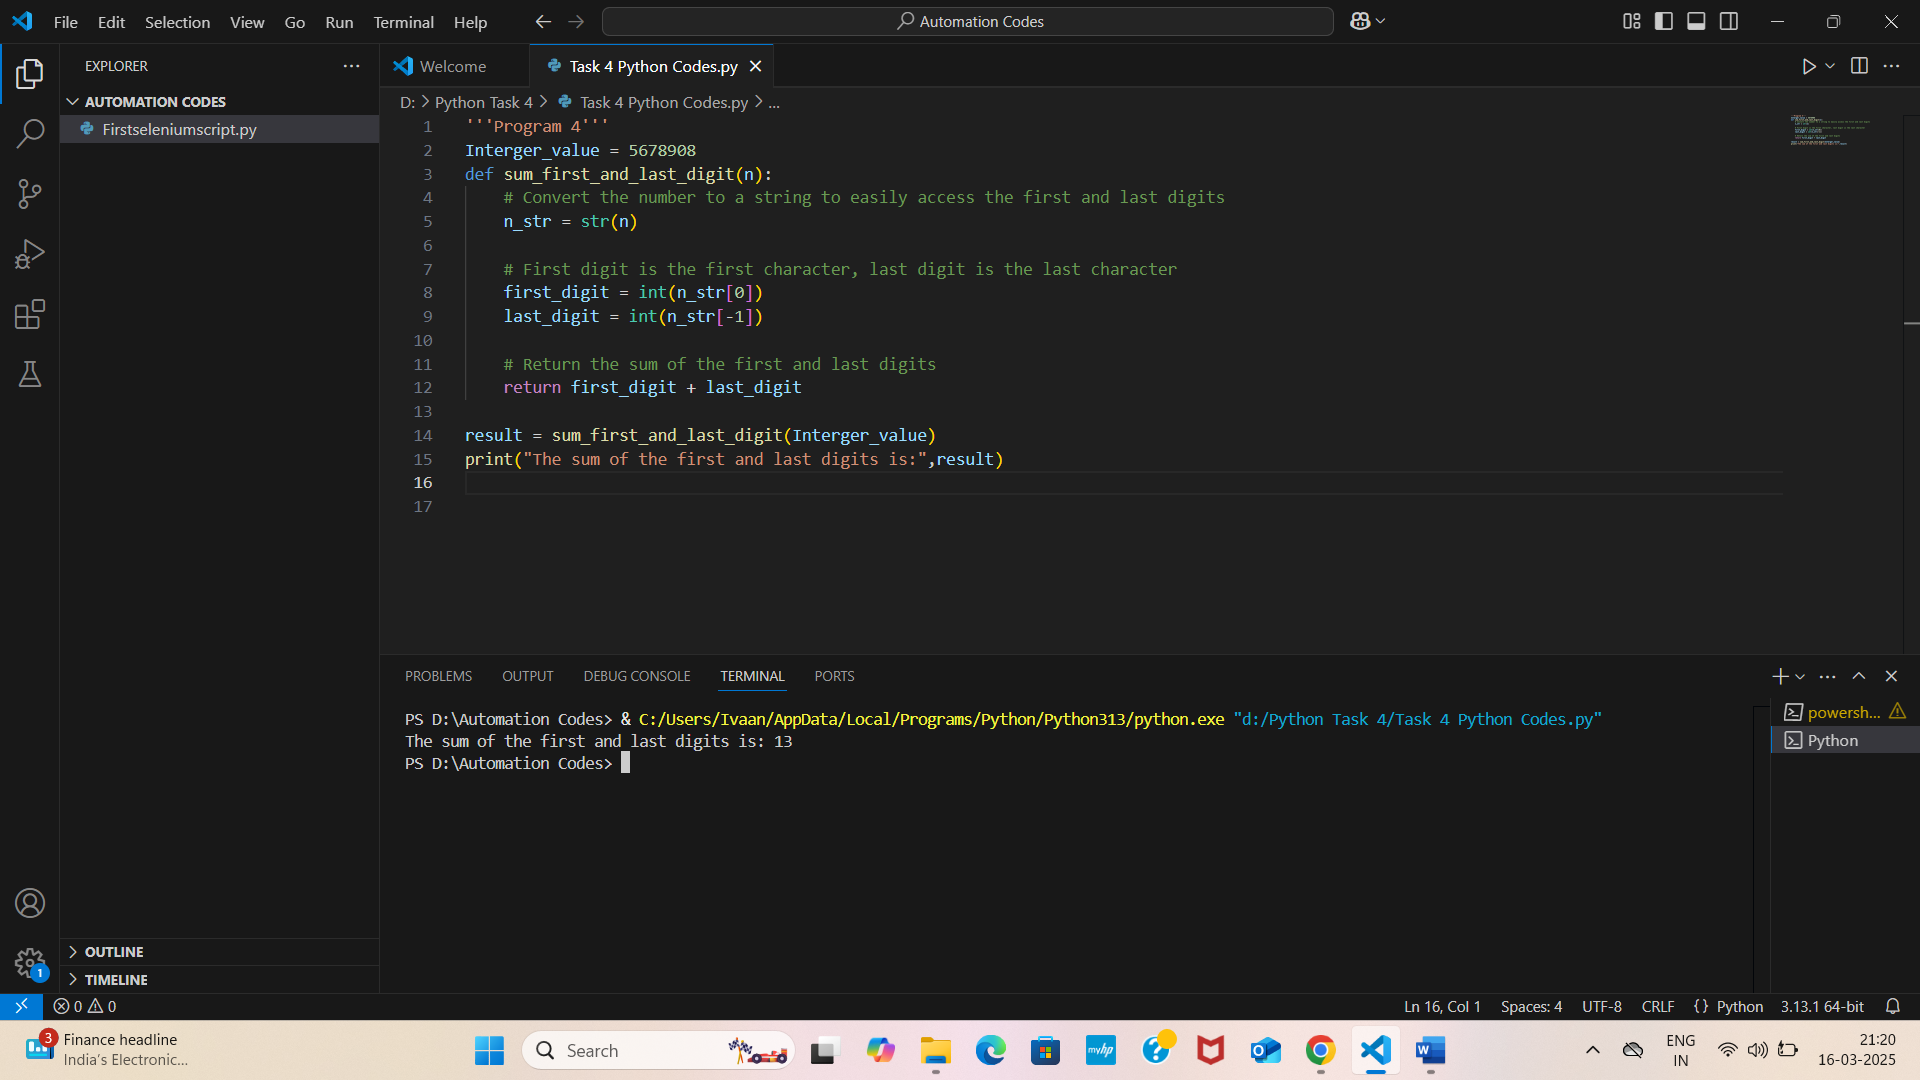 File Edit Selection View Go Run Terminal Help
Automation Codes
EXPLORER
AUTOMATION CODES
Firstseleniumscript.py
OUTLINE
TIMELINE
Welcome
Task 4 Python Codes.py
D: > Python Task 4 > Task 4 Python Codes.py > ...
1 '''Program 4'''
2 Interger_value = 5678908
3 def sum_first_and_last_digit(n):
4 # Convert the number to a string to easily access the first and last digits
5 n_str = str(n)
6
7 # First digit is the first character, last digit is the last character
8 first_digit = int(n_str[0])
9 last_digit = int(n_str[-1])
10
11 # Return the sum of the first and last digits
12 return first_digit + last_digit
13
14 result = sum_first_and_last_digit(Interger_value)
15 print("The sum of the first and last digits is:",result)
16
17
PROBLEMS OUTPUT DEBUG CONSOLE TERMINAL PORTS
PS D:\Automation Codes> & C:/Users/Ivaan/AppData/Local/Programs/Python/Python313/python.exe "d:/Python Task 4/Task 4 Python Codes.py"
The sum of the first and last digits is: 13
PS D:\Automation Codes>
powersh...
Python
1
0 0
Ln 16, Col 1 Spaces: 4 UTF-8 CRLF {} Python 3.13.1 64-bit
3
Finance headline
India's Electronic...
Search
myhp
ENG
IN
21:20
16-03-2025